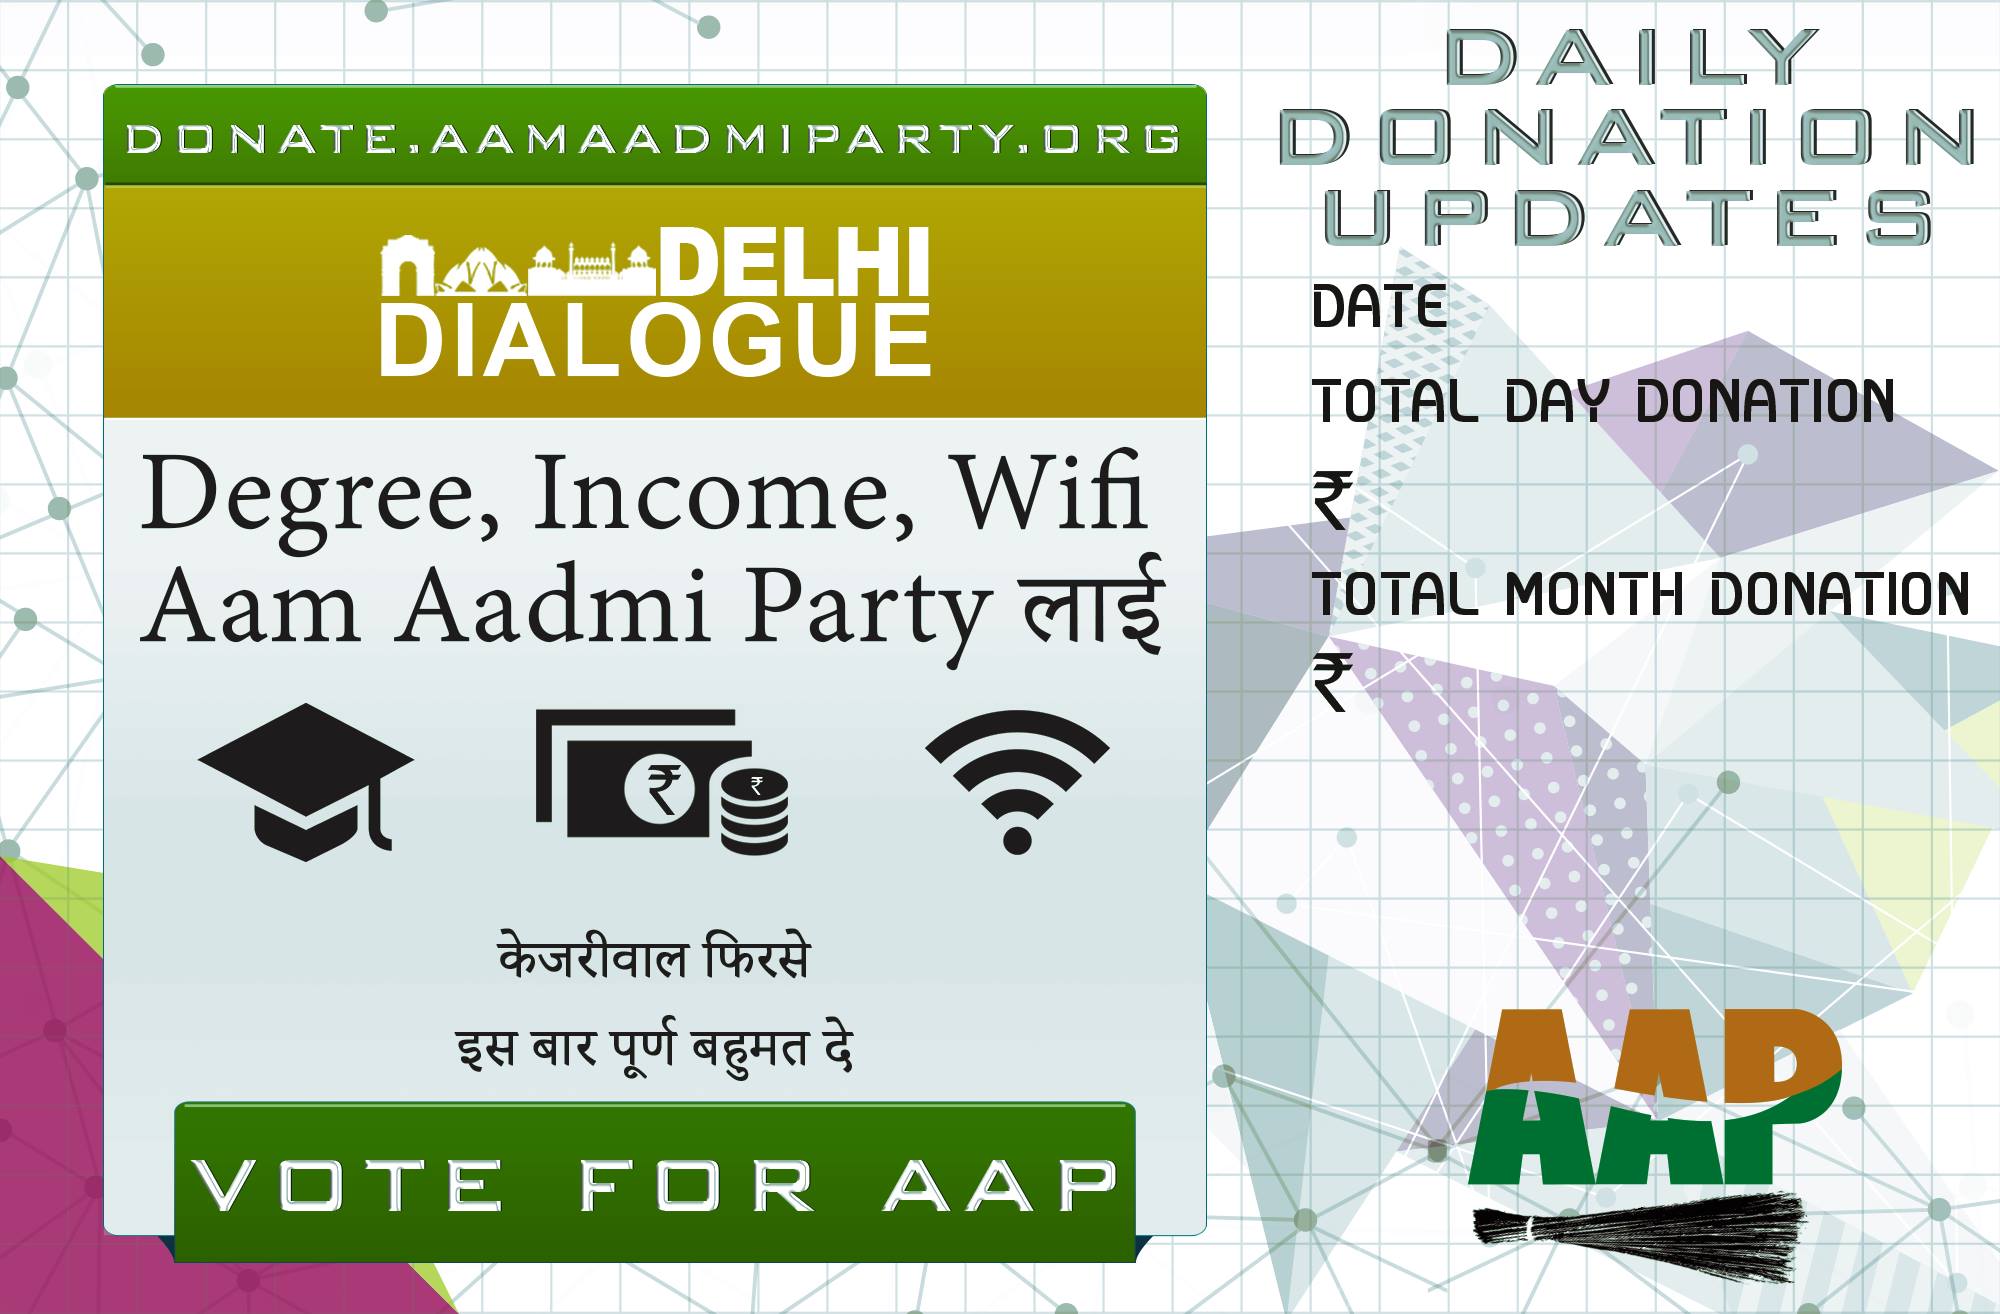 DONATE.AAMAADMIPARTY.ORG
DELHI
DIALOGUE
Degree, Income, Wifi
Aam Aadmi Party लाई
₹ ₹
केजरीवाल फिरसे
इस बार पूर्ण बहुमत दे
VOTE FOR AAP
DAILY
DONATION
UPDATES
DATE
TOTAL DAY DONATION
₹
TOTAL MONTH DONATION
₹
AAP